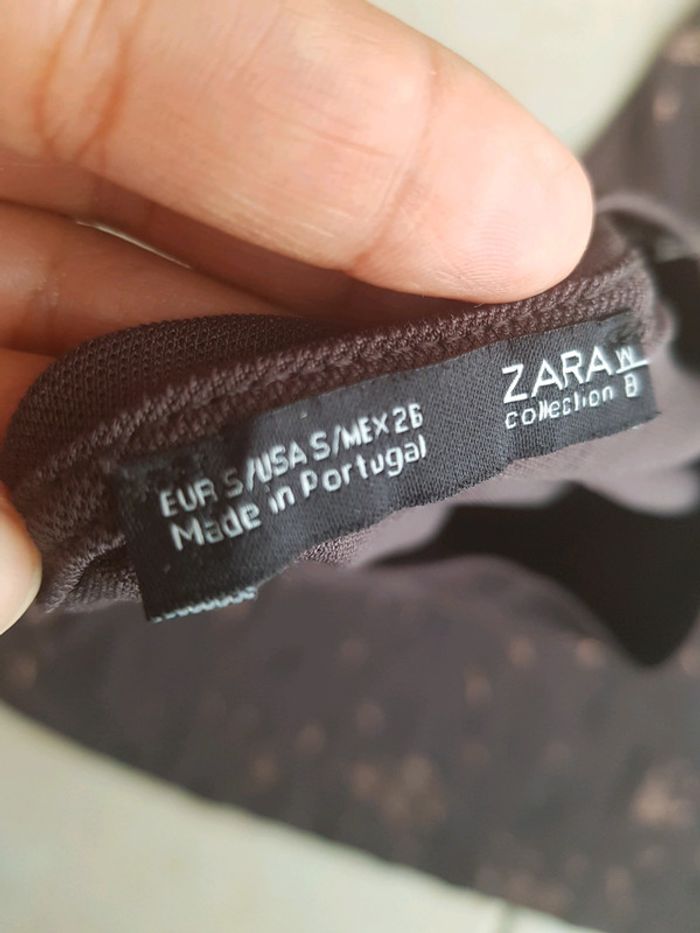 ZARA W
collection B
EUR S/USA S/MEX 26
Made in Portugal